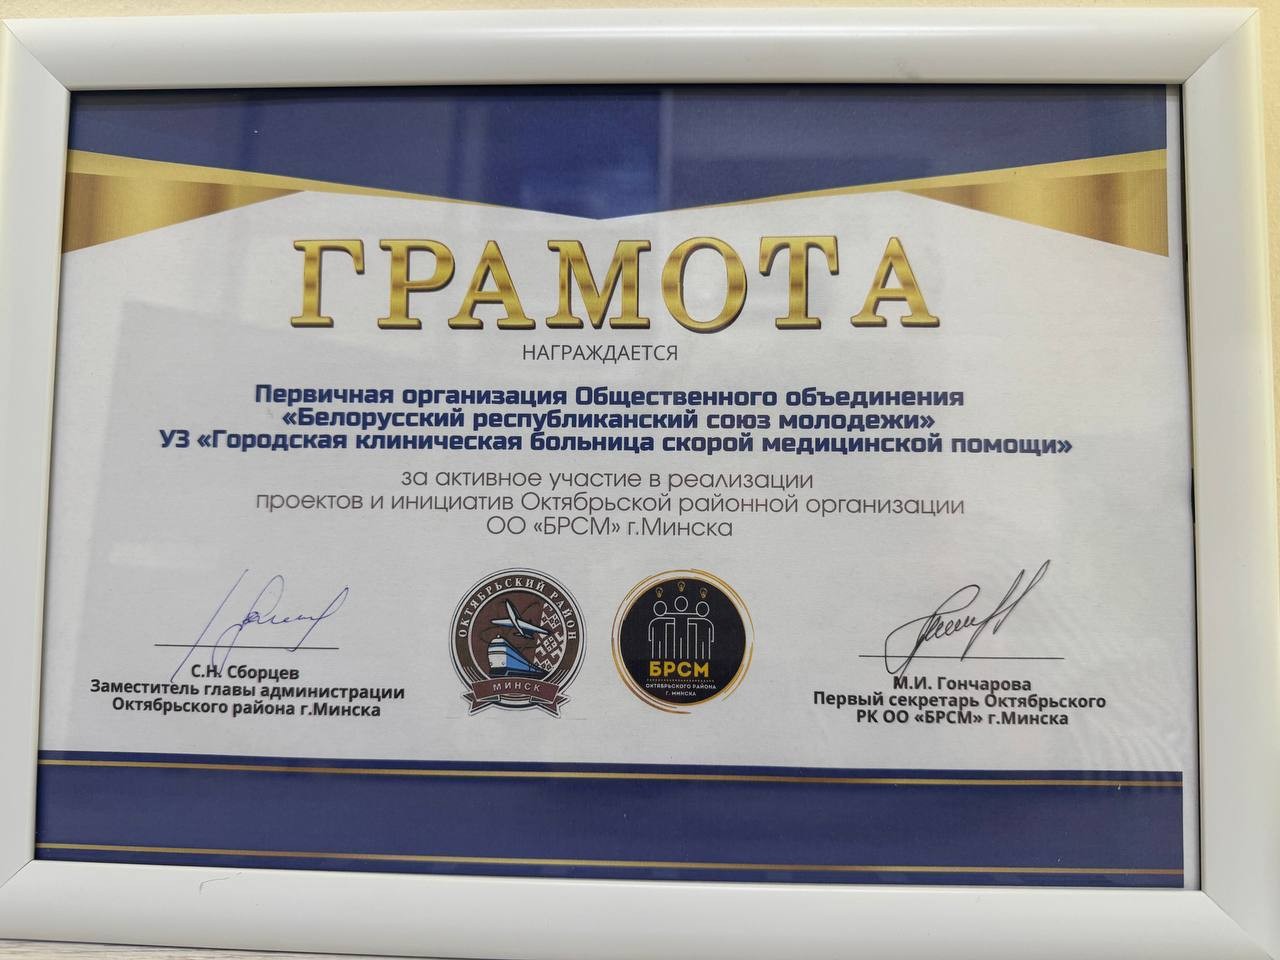 ГРАМОТА
НАГРАЖДАЕТСЯ
Первичная организация Общественного объединения
«Белорусский республиканский союз молодежи»
УЗ «Городская клиническая больница скорой медицинской помощи»
за активное участие в реализации
проектов и инициатив Октябрьской районной организации
ОО «БРСМ» г.Минска
С.Н. Сборцев
Заместитель главы администрации
Октябрьского района г.Минска
ОКТЯБРЬСКИЙ РАЙОН
МИНСК
БРСМ
ОКТЯБРЬСКОГО РАЙОНА
Г. МИНСКА
М.И. Гончарова
Первый секретарь Октябрьского
РК ОО «БРСМ» г.Минска